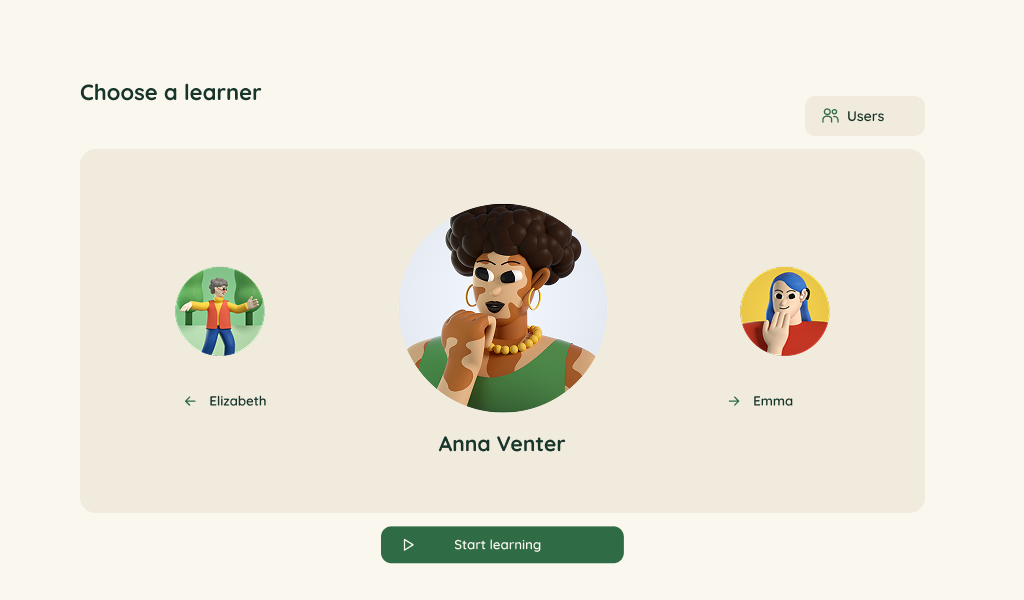 Choose a learner
Users
Elizabeth
Emma
Anna Venter
Start learning